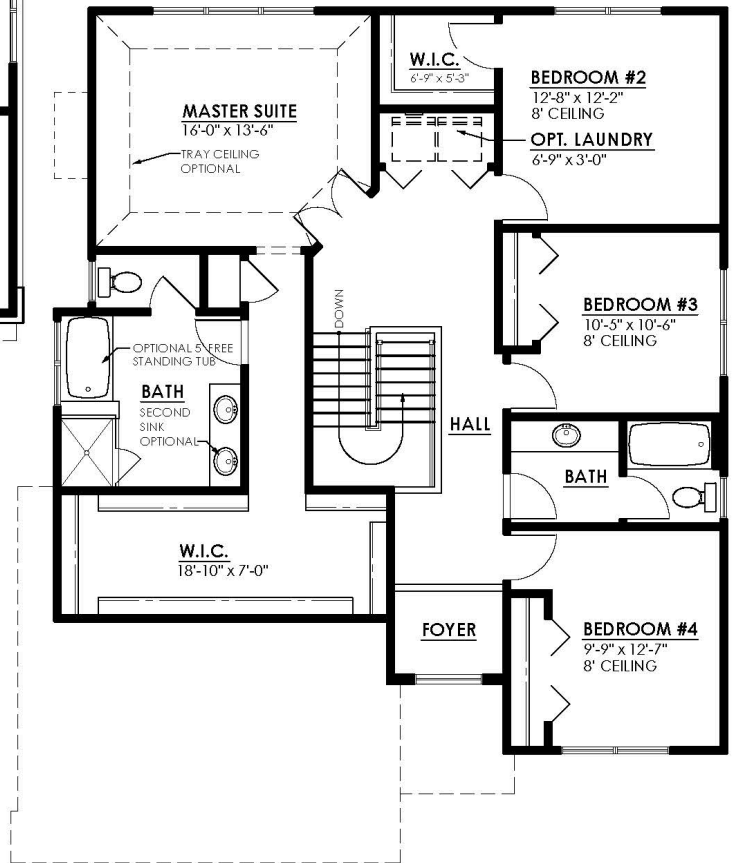 W.I.C.
6'-9" x 5'-3"
BEDROOM #2
12'-8" x 12'-2"
8' CEILING
MASTER SUITE
16'-0" x 13'-6"
TRAY CEILING
OPTIONAL
OPT. LAUNDRY
6'-9" x 3'-0"
DOWN
BEDROOM #3
10'-5" x 10'-6"
8' CEILING
OPTIONAL 5' FREE
STANDING TUB
BATH
SECOND
SINK
OPTIONAL
HALL
BATH
W.I.C.
18'-10" x 7'-0"
FOYER
BEDROOM #4
9'-9" x 12'-7"
8' CEILING